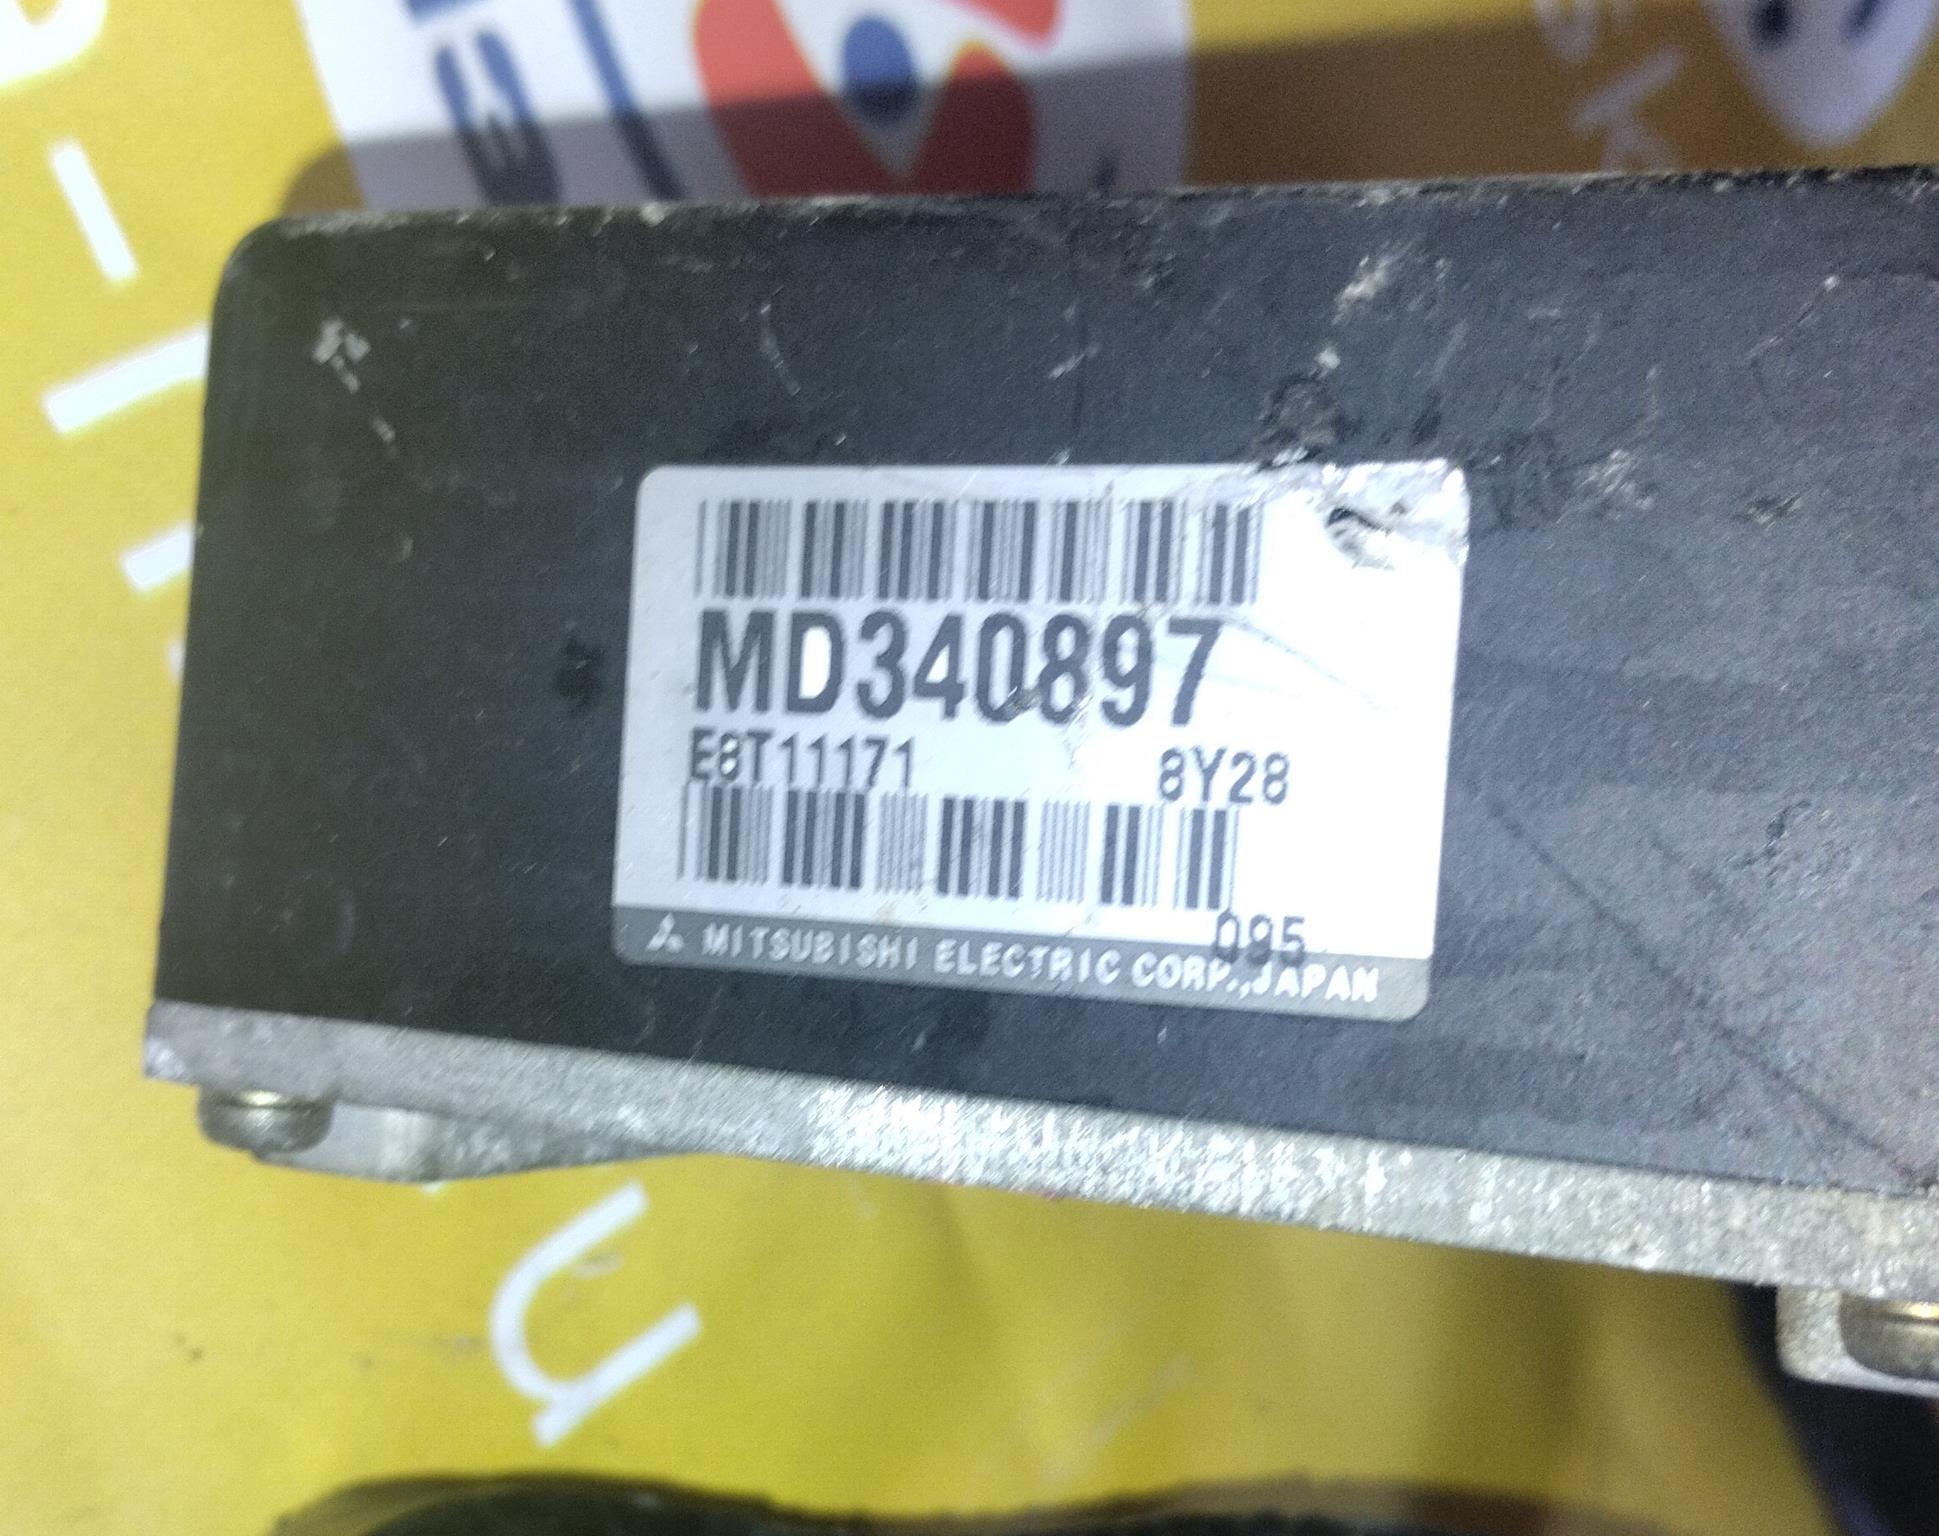 MD340897
E8T11171 8Y28
095
MITSUBISHI ELECTRIC CORP.,JAPAN